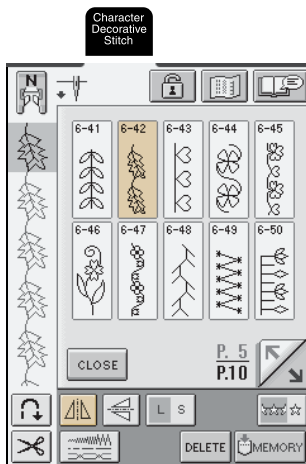 Character
Decorative
Stitch
N
6-41 6-42 6-43 6-44 6-45
6-46 6-47 6-48 6-49 6-50
CLOSE
P. 5
P.10
L S
DELETE MEMORY